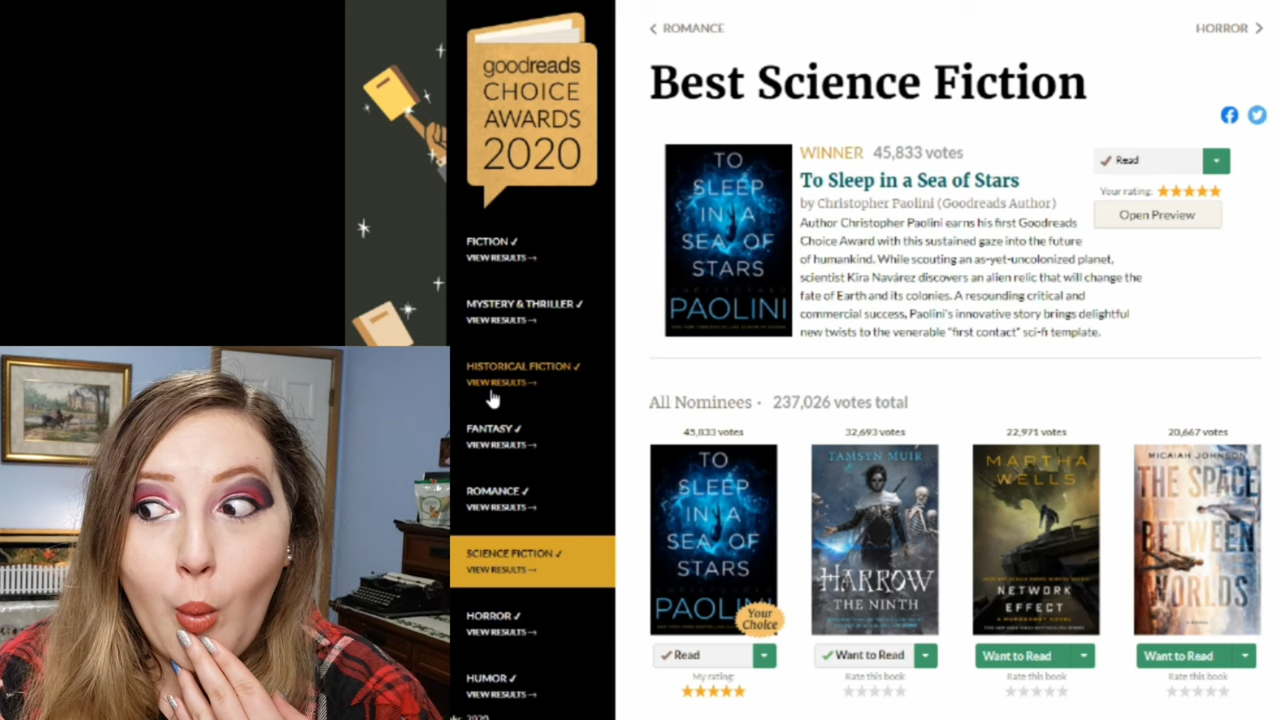 goodreads
CHOICE
AWARDS
2020
FICTION ✓
VIEW RESULTS →
MYSTERY & THRILLER ✓
VIEW RESULTS →
HISTORICAL FICTION ✓
VIEW RESULTS →
FANTASY ✓
VIEW RESULTS →
ROMANCE ✓
VIEW RESULTS →
SCIENCE FICTION ✓
VIEW RESULTS →
HORROR ✓
VIEW RESULTS →
HUMOR ✓
VIEW RESULTS →
2020
< ROMANCE
HORROR >
Best Science Fiction
TO
SLEEP
IN A
SEA OF
STARS
PAOLINI
WINNER 45,833 votes
To Sleep in a Sea of Stars
by Christopher Paolini (Goodreads Author)
Author Christopher Paolini earns his first Goodreads
Choice Award with this sustained gaze into the future
of humankind. While scouting an as-yet-uncolonized planet,
scientist Kira Navárez discovers an alien relic that will change the
fate of Earth and its colonies. A resounding critical and
commercial success, Paolini's innovative story brings delightful
new twists to the venerable "first contact" sci-fi template.
✓ Read
Your rating:
Open Preview
All Nominees · 237,026 votes total
45,833 votes
32,693 votes
22,971 votes
20,667 votes
TO
SLEEP
IN A
SEA OF
STARS
PAOLINI
Your
Choice
TAMSYN MUIR
HARROW
THE NINTH
MARTHA
WELLS
NETWORK
EFFECT
A MURDERBOT NOVEL
MICAIAH JOHNSON
THE SPACE
BETWEEN
WORLDS
✓ Read
✓ Want to Read
Want to Read
Want to Read
My rating:
Rate this book
Rate this book
Rate this book